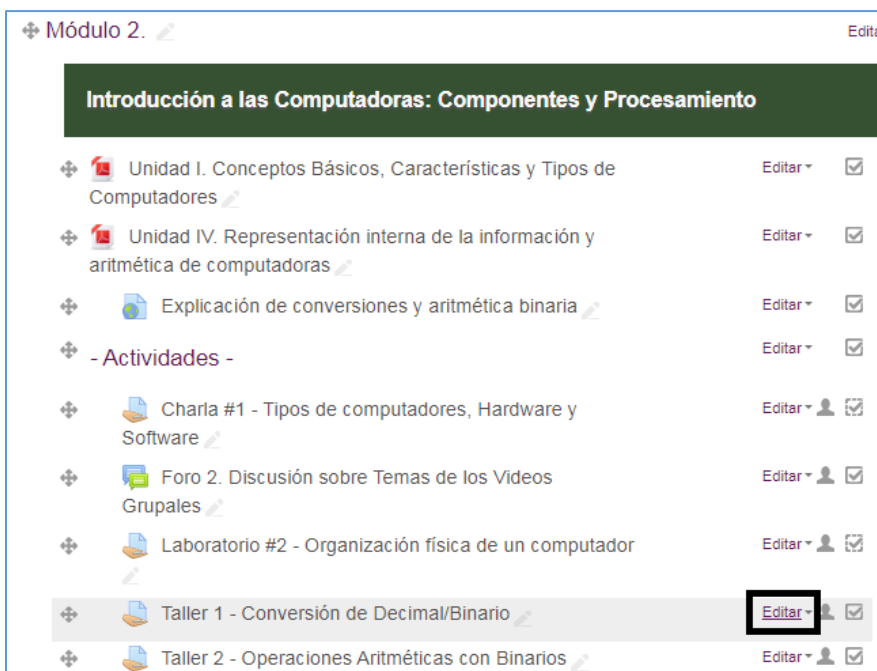 Módulo 2.
Edita
Introducción a las Computadoras: Componentes y Procesamiento
Unidad I. Conceptos Básicos, Características y Tipos de Editar
Computadores
Unidad IV. Representación interna de la información y Editar
aritmética de computadoras
Explicación de conversiones y aritmética binaria Editar
- Actividades - Editar
Charla #1 - Tipos de computadores, Hardware y Editar
Software
Foro 2. Discusión sobre Temas de los Videos Editar
Grupales
Laboratorio #2 - Organización física de un computador Editar
Taller 1 - Conversión de Decimal/Binario Editar
Taller 2 - Operaciones Aritméticas con Binarios Editar